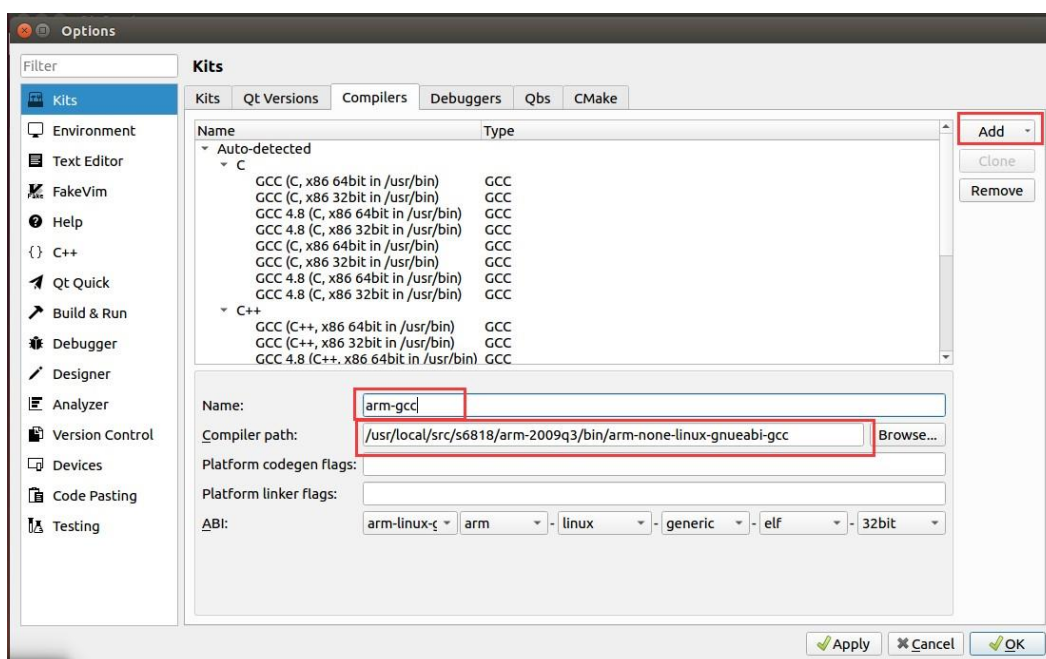 Options
Filter
Kits
Environment
Text Editor
FakeVim
Help
{} C++
Qt Quick
Build & Run
Debugger
Designer
Analyzer
Version Control
Devices
Code Pasting
Testing
Kits
Kits Qt Versions Compilers Debuggers Qbs CMake
Name Type
Auto-detected
C
GCC (C, x86 64bit in /usr/bin) GCC
GCC (C, x86 32bit in /usr/bin) GCC
GCC 4.8 (C, x86 64bit in /usr/bin) GCC
GCC 4.8 (C, x86 32bit in /usr/bin) GCC
GCC (C, x86 64bit in /usr/bin) GCC
GCC (C, x86 32bit in /usr/bin) GCC
GCC 4.8 (C, x86 64bit in /usr/bin) GCC
GCC 4.8 (C, x86 32bit in /usr/bin) GCC
C++
GCC (C++, x86 64bit in /usr/bin) GCC
GCC (C++, x86 32bit in /usr/bin) GCC
GCC 4.8 (C++, x86 64bit in /usr/bin) GCC
Add
Clone
Remove
Name: arm-gcc
Compiler path: /usr/local/src/s6818/arm-2009q3/bin/arm-none-linux-gnueabi-gcc Browse...
Platform codegen flags:
Platform linker flags:
ABI: arm-linux-g arm - linux - generic - elf - 32bit
Apply Cancel OK